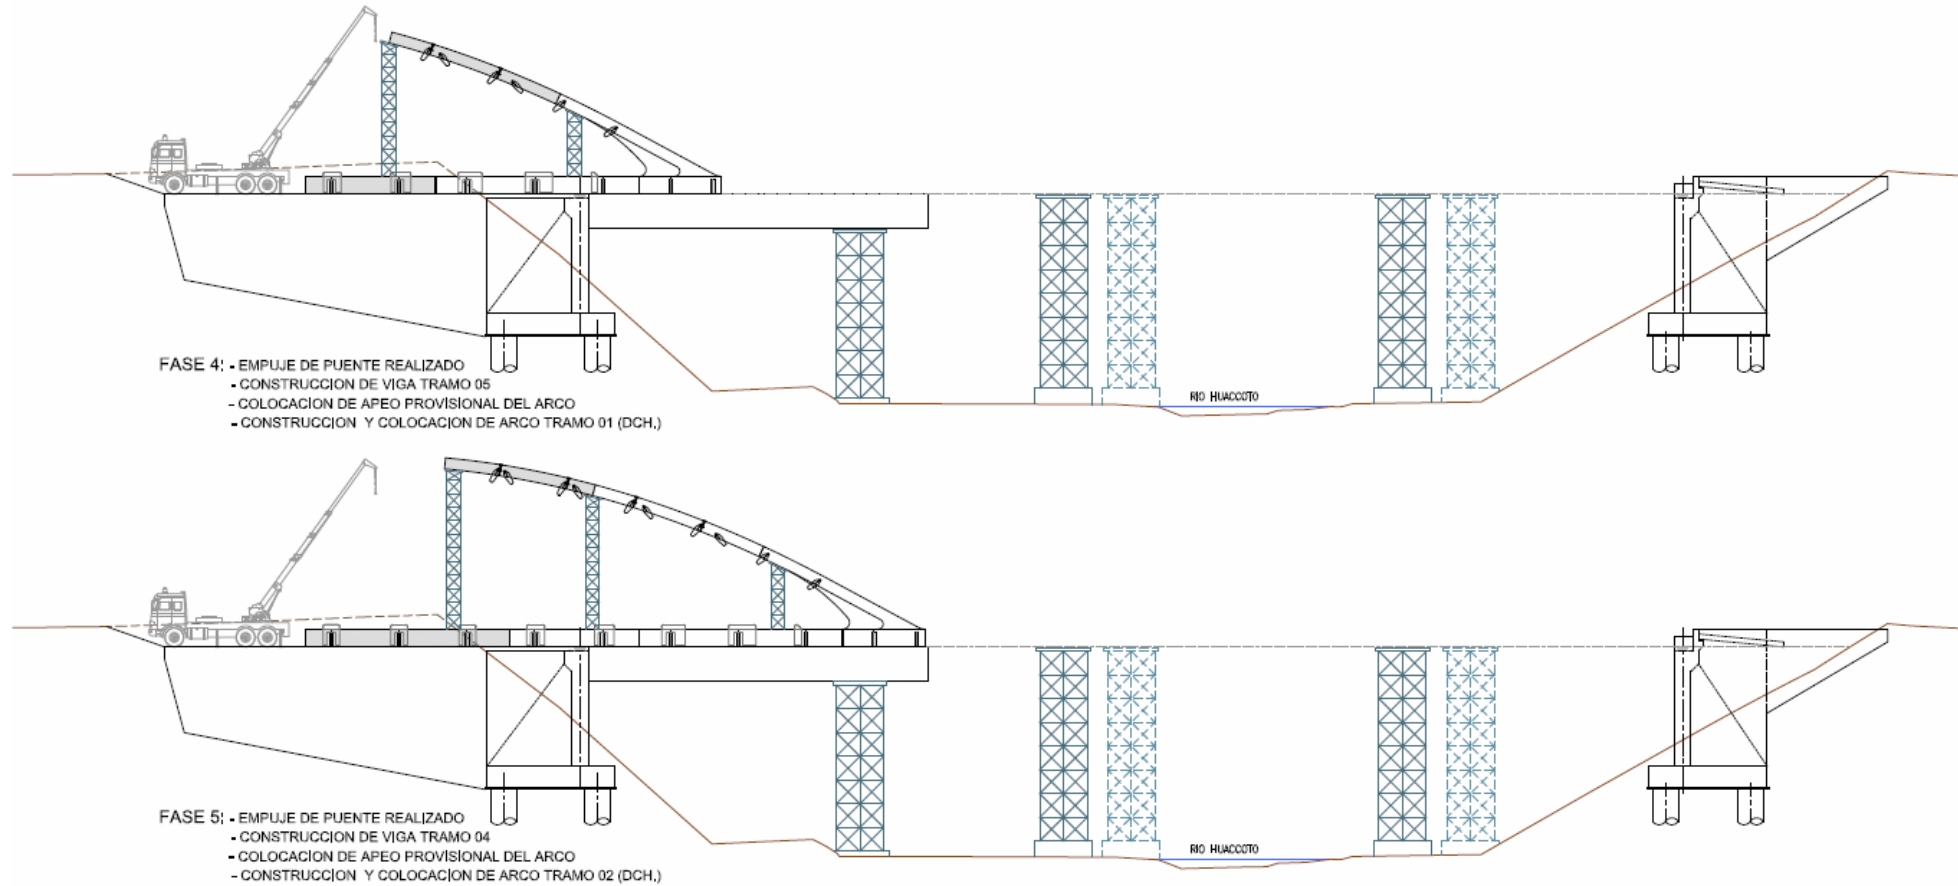 FASE 4: - EMPUJE DE PUENTE REALIZADO
- CONSTRUCCION DE VIGA TRAMO 05
- COLOCACION DE APEO PROVISIONAL DEL ARCO
- CONSTRUCCION Y COLOCACION DE ARCO TRAMO 01 (DCH.)
RIO HUACCOTO
FASE 5: - EMPUJE DE PUENTE REALIZADO
- CONSTRUCCION DE VIGA TRAMO 04
- COLOCACION DE APEO PROVISIONAL DEL ARCO
- CONSTRUCCION Y COLOCACION DE ARCO TRAMO 02 (DCH.)
RIO HUACCOTO